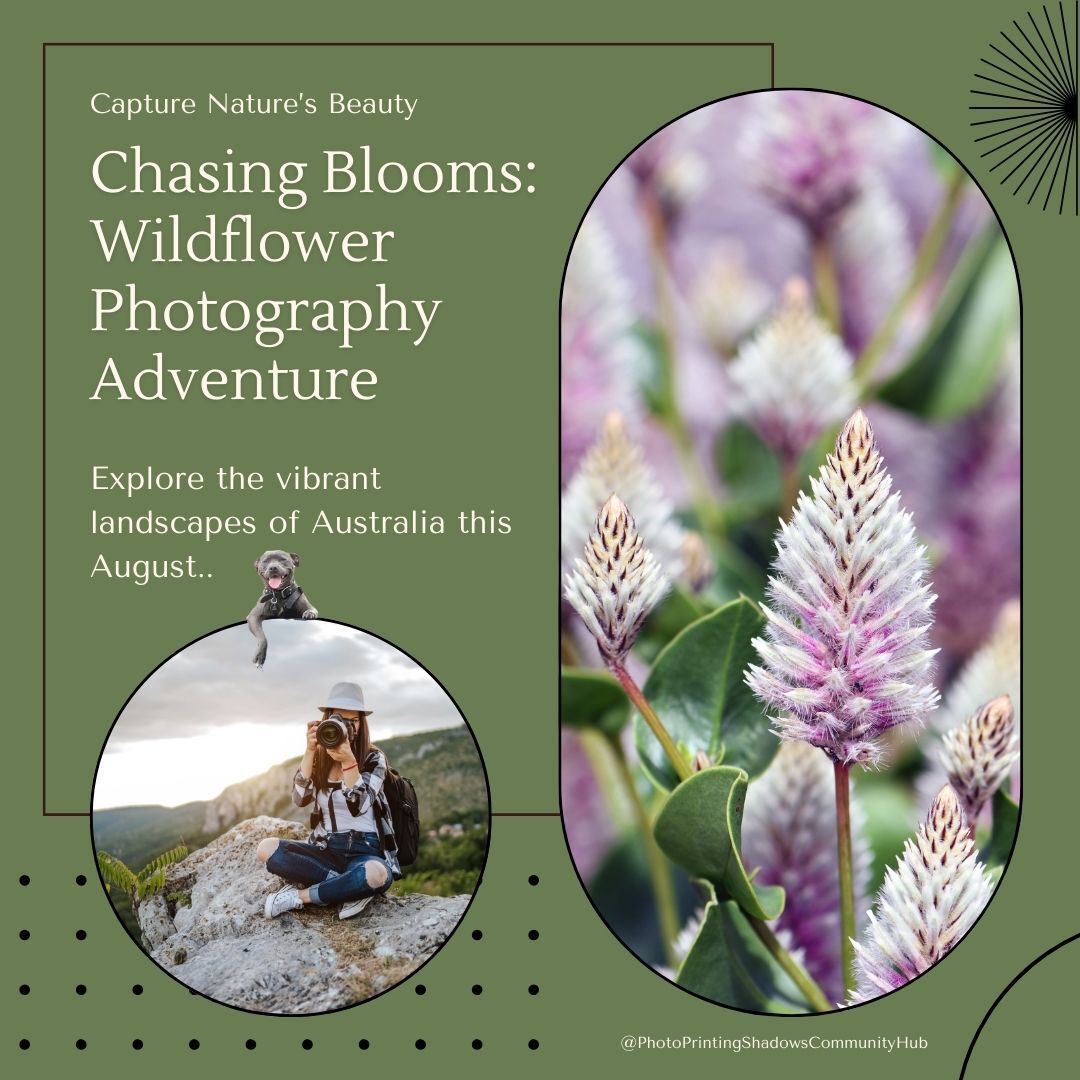 Capture Nature's Beauty
Chasing Blooms:
Wildflower
Photography
Adventure
Explore the vibrant
landscapes of Australia this
August..
@PhotoPrintingShadowsCommunityHub